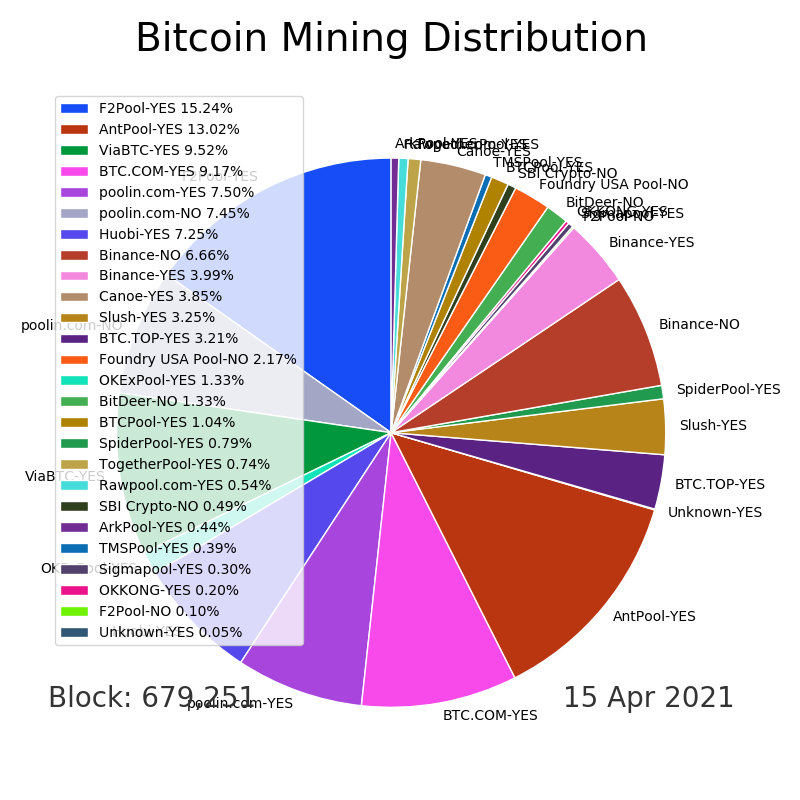 Bitcoin Mining Distribution
F2Pool-YES 15.24%
AntPool-YES 13.02%
ViaBTC-YES 9.52%
BTC.COM-YES 9.17%
poolin.com-YES 7.50%
poolin.com-NO 7.45%
Huobi-YES 7.25%
Binance-NO 6.66%
Binance-YES 3.99%
Canoe-YES 3.85%
Slush-YES 3.25%
BTC.TOP-YES 3.21%
Foundry USA Pool-NO 2.17%
OKExPool-YES 1.33%
BitDeer-NO 1.33%
BTCPool-YES 1.04%
SpiderPool-YES 0.79%
TogetherPool-YES 0.74%
Rawpool.com-YES 0.54%
SBI Crypto-NO 0.49%
ArkPool-YES 0.44%
TMSPool-YES 0.39%
Sigmapool-YES 0.30%
OKKONG-YES 0.20%
F2Pool-NO 0.10%
Unknown-YES 0.05%
ArkPool-YES
Canoe-YES
TMSPool-YES
BTCPool-YES
SBI Crypto-NO
Foundry USA Pool-NO
BitDeer-NO
F2Pool-NO
Binance-YES
Binance-NO
SpiderPool-YES
Slush-YES
BTC.TOP-YES
Unknown-YES
AntPool-YES
BTC.COM-YES
poolin.com-YES
F2Pool-YES
poolin.com-NO
ViaBTC-YES
Block: 679,251
15 Apr 2021